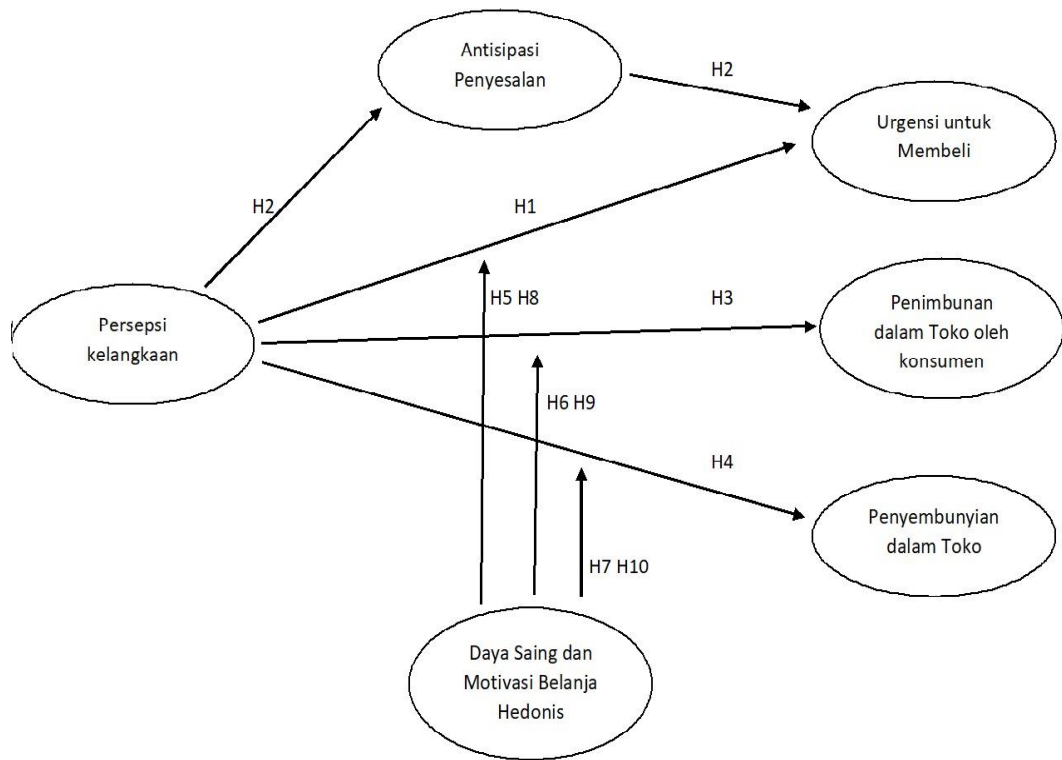 Antisipasi
Penyesalan
H2
Urgensi untuk
Membeli
H2
H1
Persepsi
kelangkaan
H5 H8
H3
Penimbunan
dalam Toko oleh
konsumen
H6 H9
H4
Penyembunyian
dalam Toko
H7 H10
Daya Saing dan
Motivasi Belanja
Hedonis